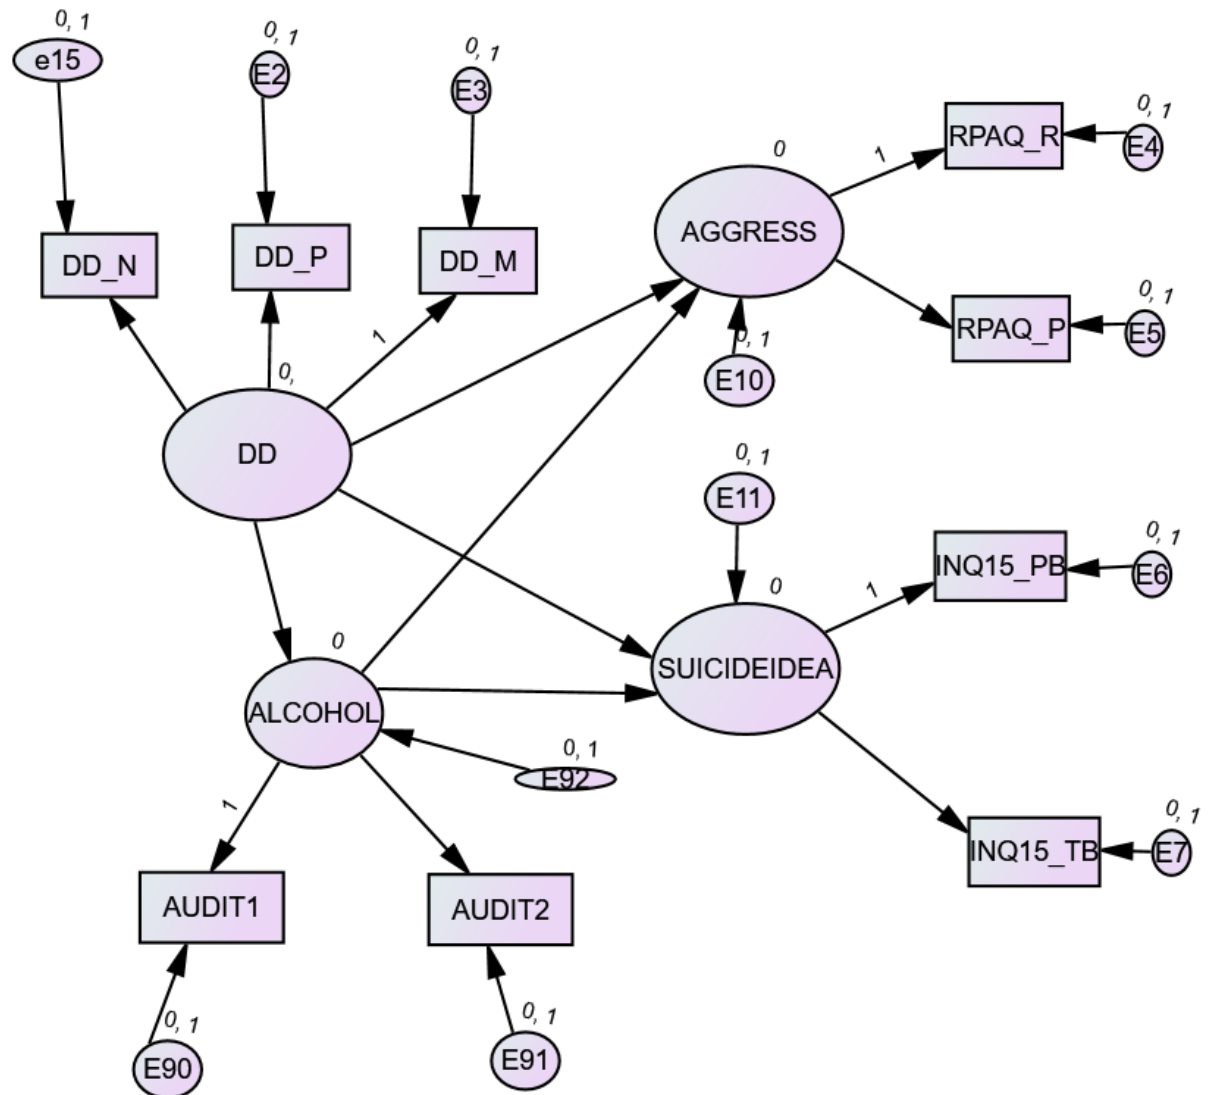 0, 1
e15
0, 1
E2
0, 1
E3
DD_N
DD_P
DD_M
0
AGGRESS
1
RPAQ_R
0, 1
E4
RPAQ_P
0, 1
E5
0, 1
E10
1
0,
DD
0, 1
E11
0
SUICIDEIDEA
1
INQ15_PB
0, 1
E6
INQ15_TB
0, 1
E7
0
ALCOHOL
0, 1
E92
1
AUDIT1
AUDIT2
0, 1
E90
0, 1
E91